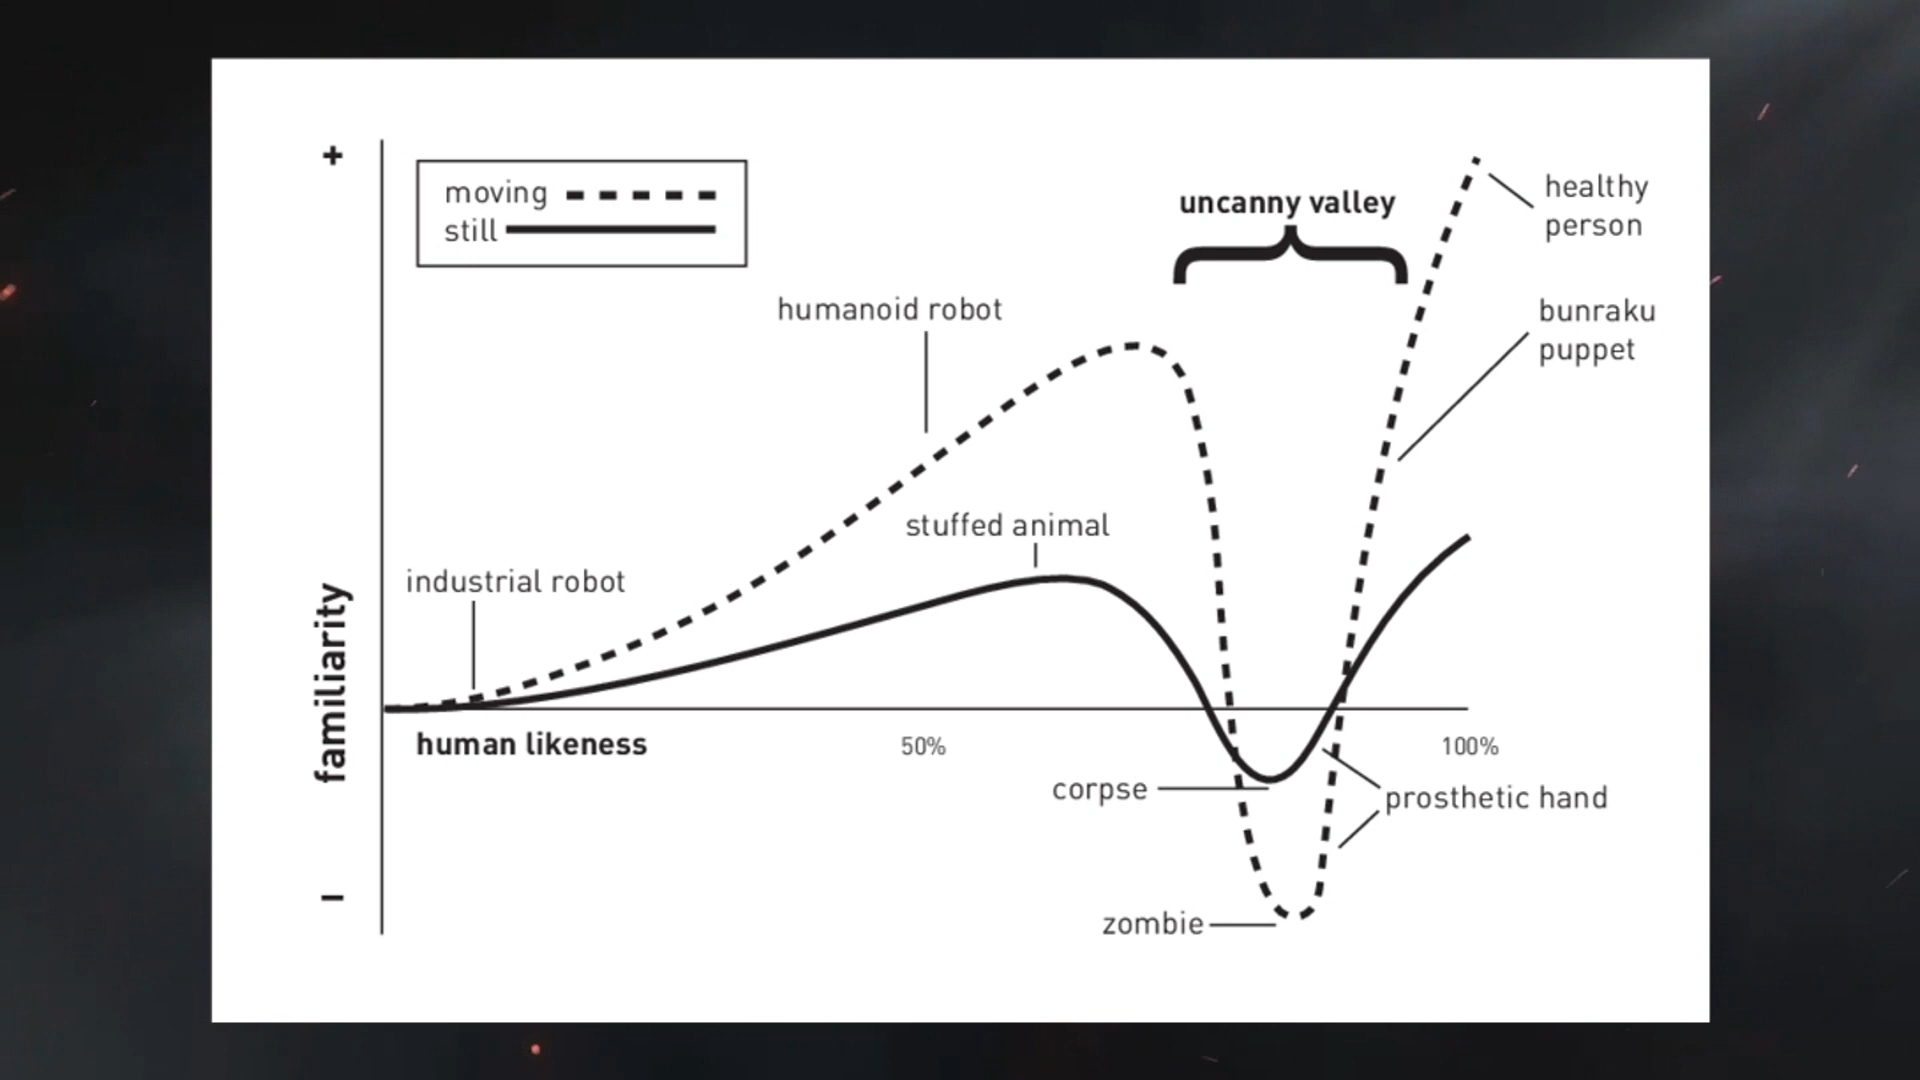 +
moving
still
uncanny valley
healthy
person
humanoid robot
bunraku
puppet
stuffed animal
industrial robot
familiarity
human likeness
50%
100%
corpse
prosthetic hand
–
zombie